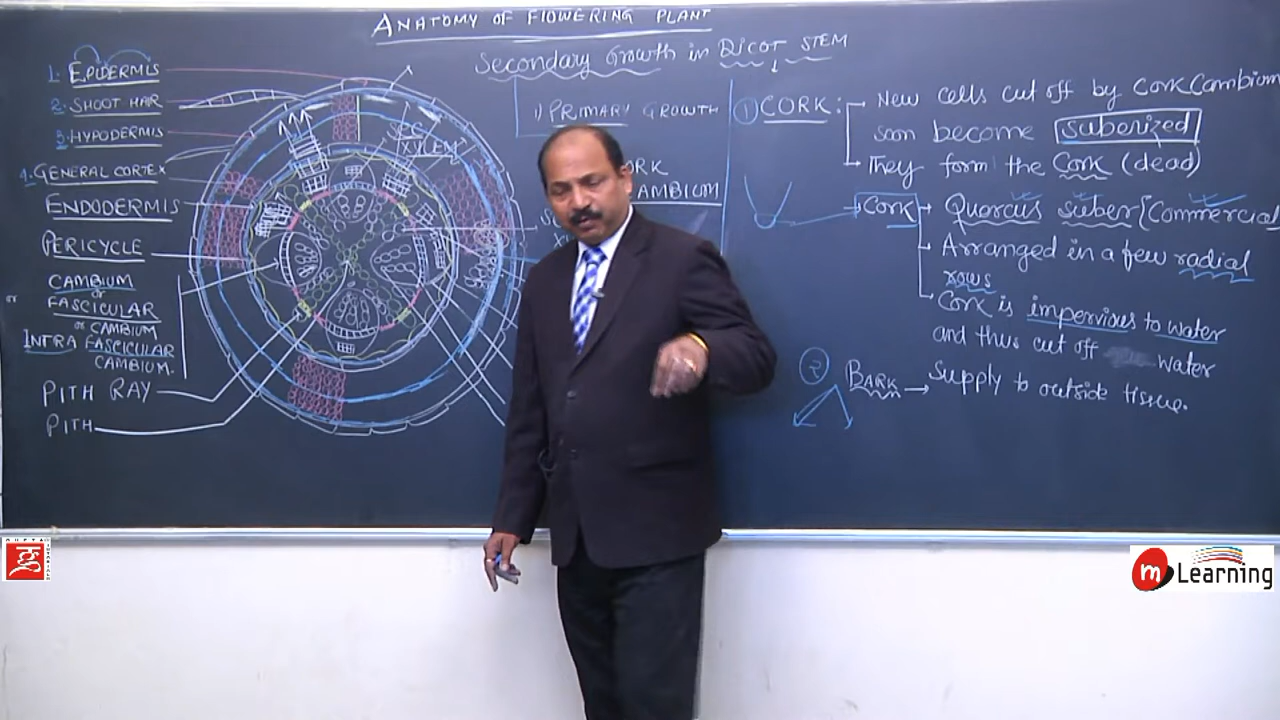 ANATOMY OF FLOWERING PLANT
Secondary Growth in DICOT STEM
1. EPIDERMIS
2. SHOOT HAIR
3. HYPODERMIS
4. GENERAL CORTEX
ENDODERMIS
PERICYCLE
CAMBIUM
or
FASCICULAR
or CAMBIUM
INTRA FASCICULAR
CAMBIUM.
PITH RAY
PITH
or
XYLEM
1) PRIMARY GROWTH
ORK
AMBIUM
① CORK:
New cells cut off by Cork Cambium
soon become suberized
They form the Cork (dead)
Cork
Quorcus suber [Commercial]
Arranged in a few radial
rows
Cork is impervious to water
and thus cut off water
② BARK → Supply to outside tissue.
m Learning